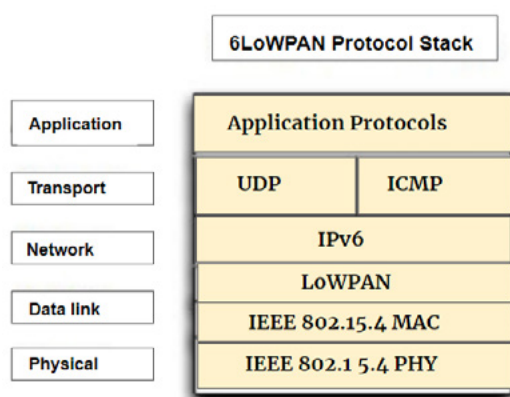 6LoWPAN Protocol Stack
Application
Application Protocols
Transport
UDP
ICMP
Network
IPv6
LoWPAN
Data link
IEEE 802.15.4 MAC
Physical
IEEE 802.1 5.4 PHY